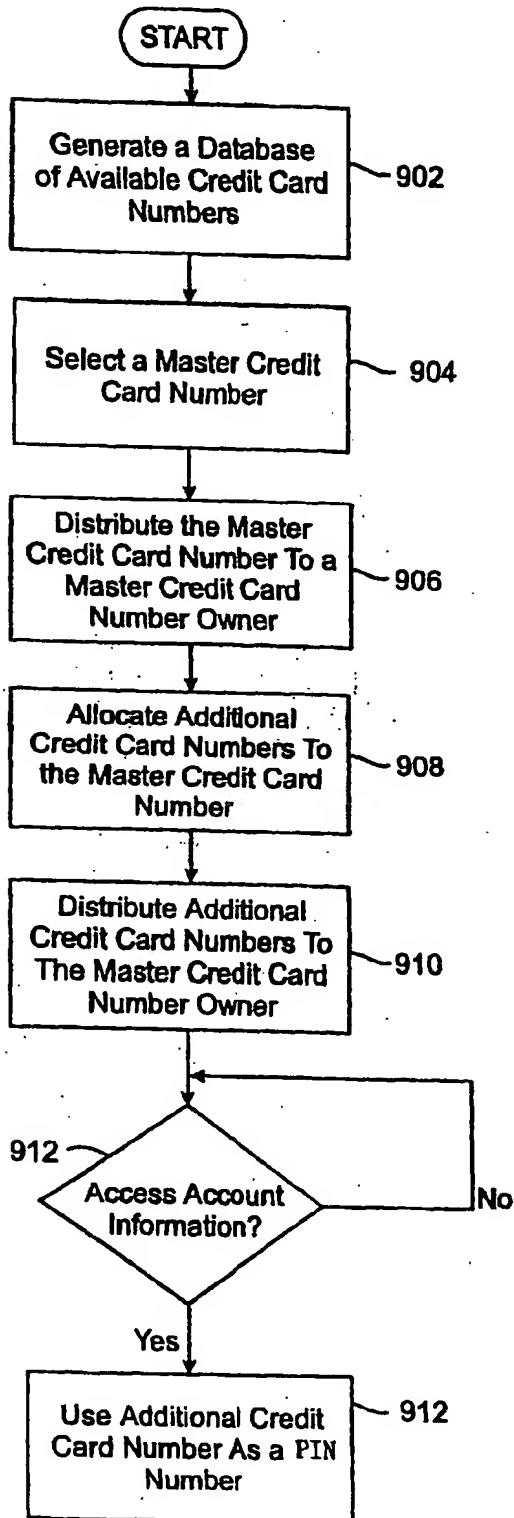 START
Generate a Database
of Available Credit Card
Numbers
902
Select a Master Credit
Card Number
904
Distribute the Master
Credit Card Number To a
Master Credit Card
Number Owner
906
Allocate Additional
Credit Card Numbers To
the Master Credit Card
Number
908
Distribute Additional
Credit Card Numbers To
The Master Credit Card
Number Owner
910
912
Access Account
Information?
No
Yes
Use Additional Credit
Card Number As a PIN
Number
912